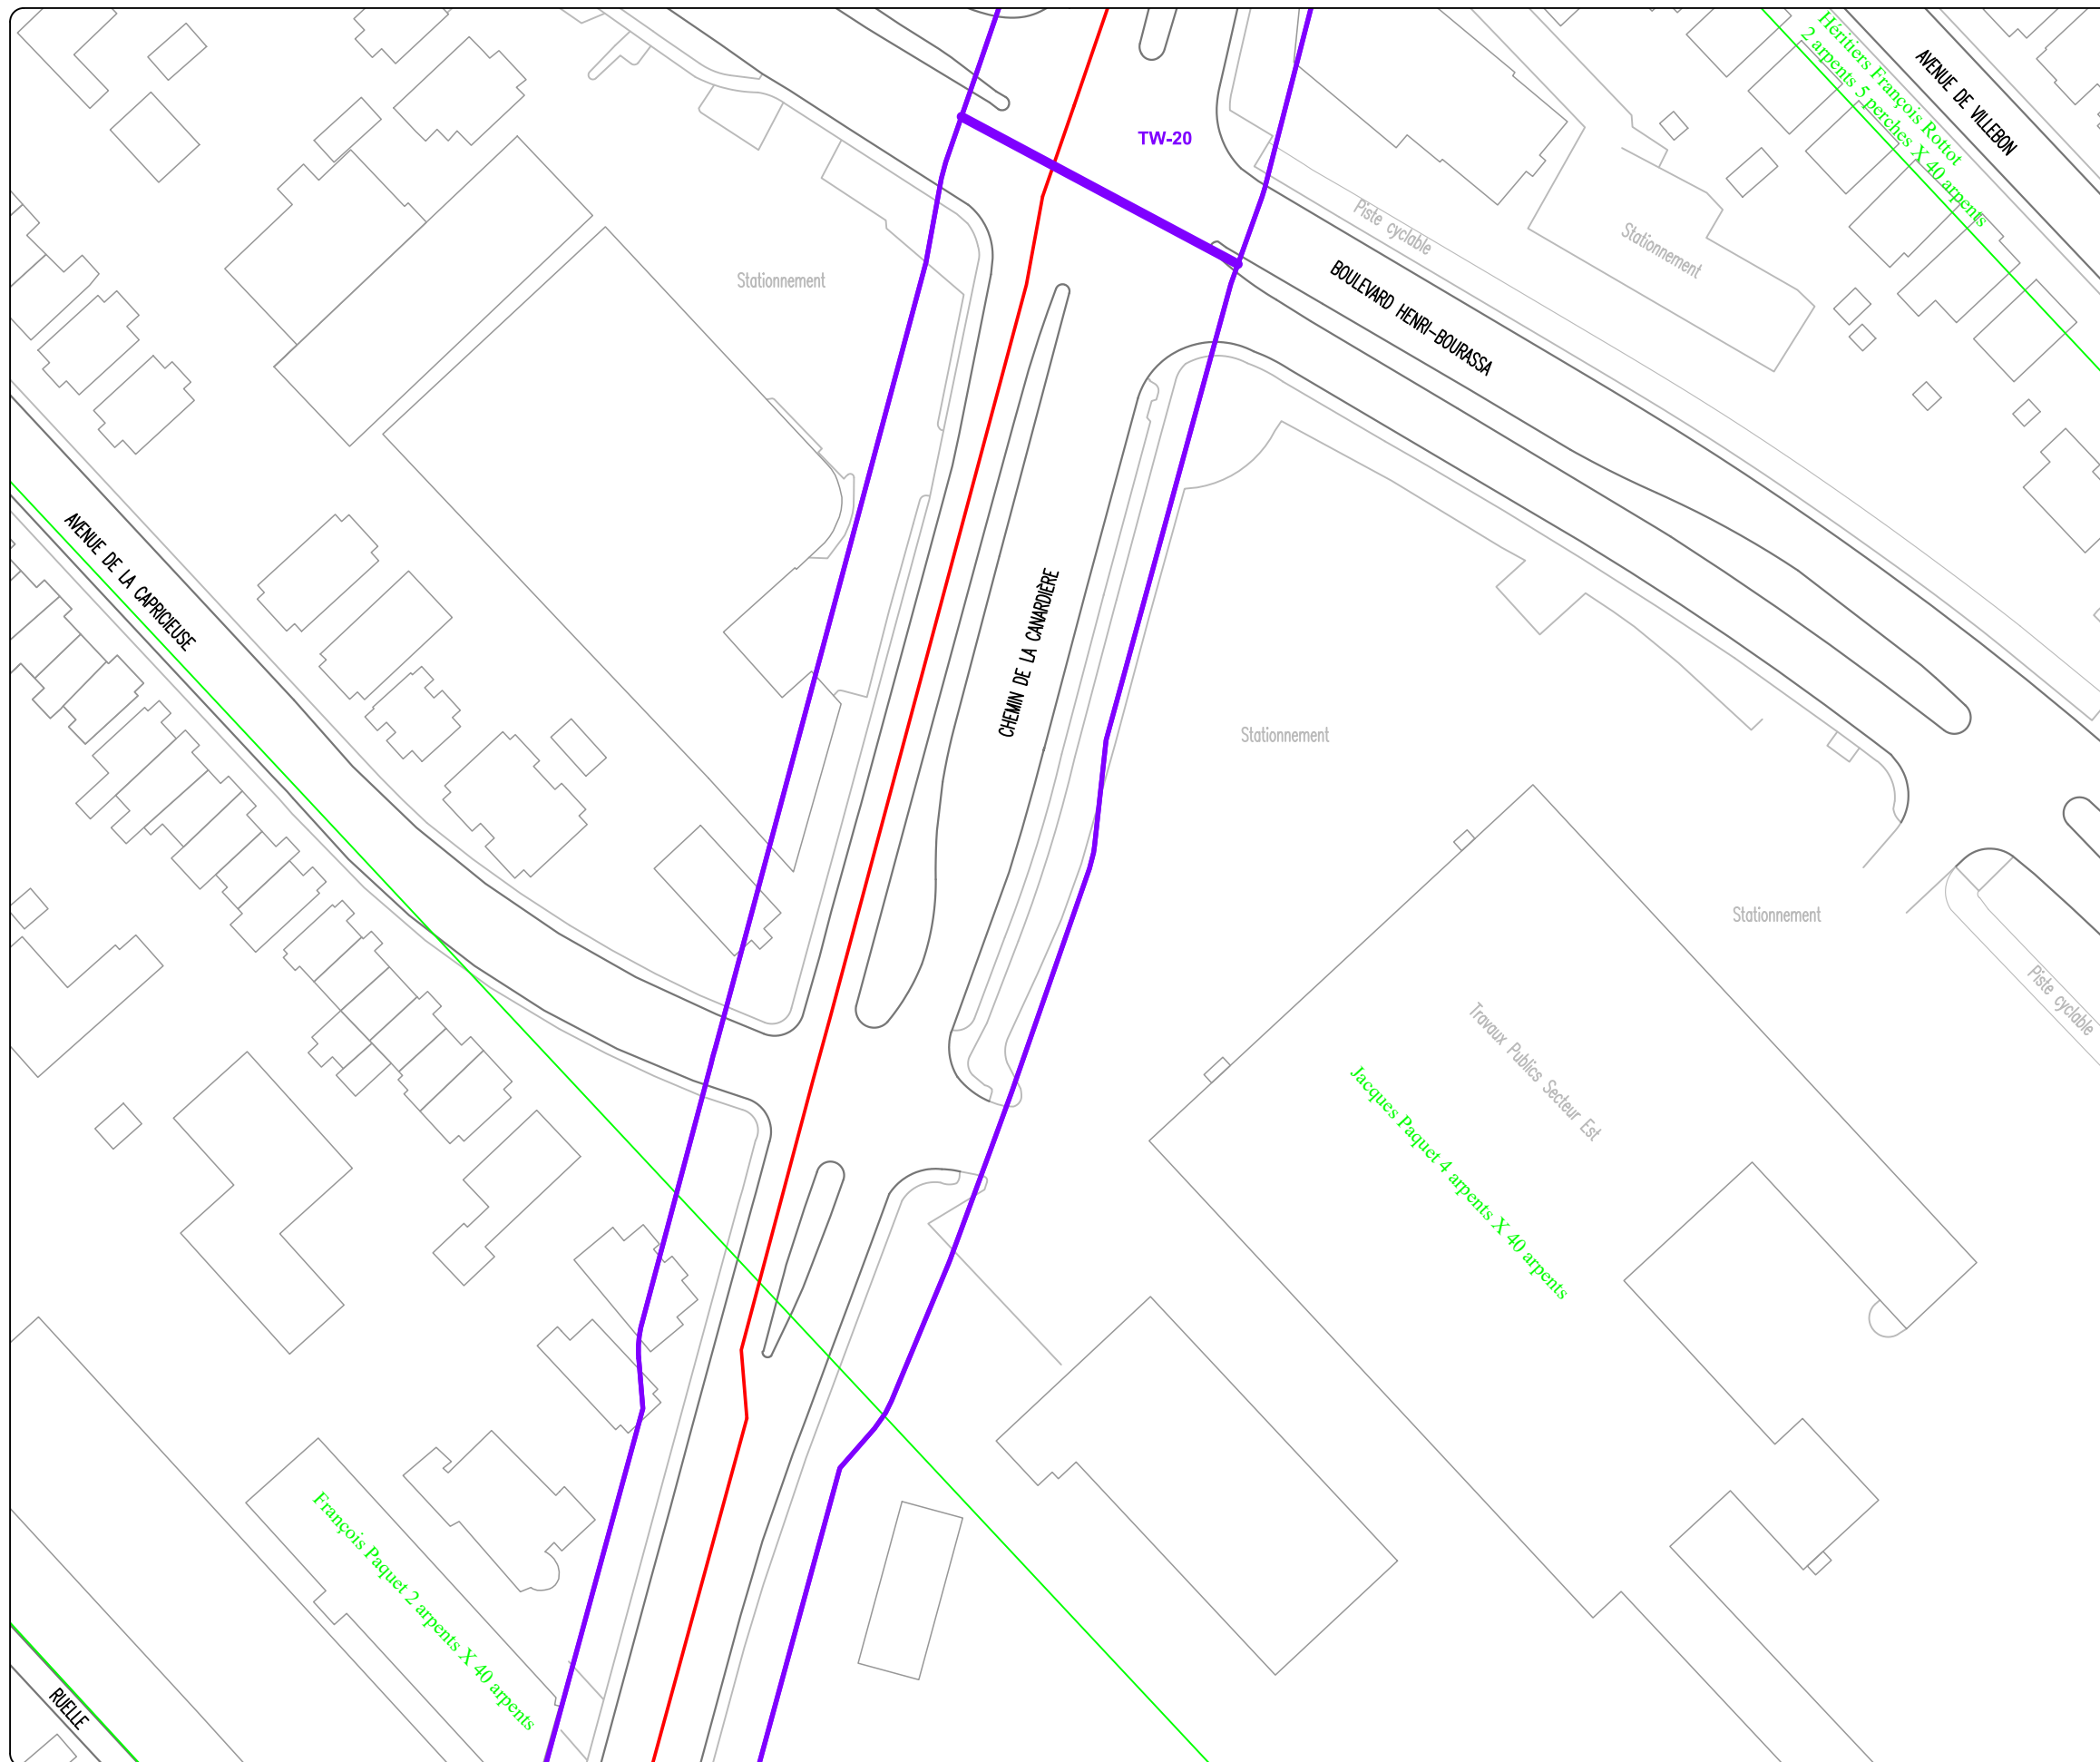 Héritiers François Rottot
2 arpents 5 perches X 40 arpents
AVENUE DE VILLEBON
TW-20
Piste cyclable
Stationnement
Stationnement
BOULEVARD HENRI-BOURASSA
AVENUE DE LA CAPRICIEUSE
CHEMIN DE LA CANARDIÈRE
Stationnement
Stationnement
Piste cyclable
Travaux Publics Secteur Est
Jacques Paquet 4 arpents X 40 arpents
François Paquet 2 arpents X 40 arpents
RUELLE